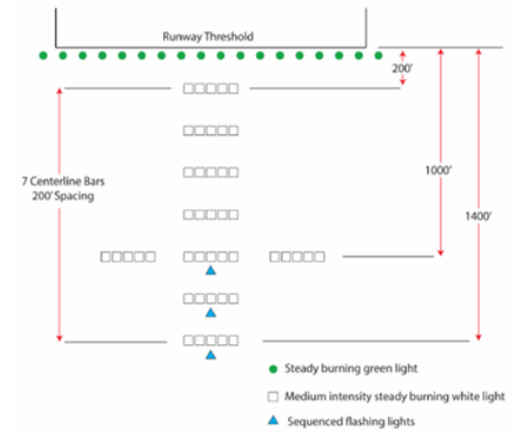 Runway Threshold
200'
7 Centerline Bars
200' Spacing
1000'
1400'
Steady burning green light
Medium intensity steady burning white light
Sequenced flashing lights